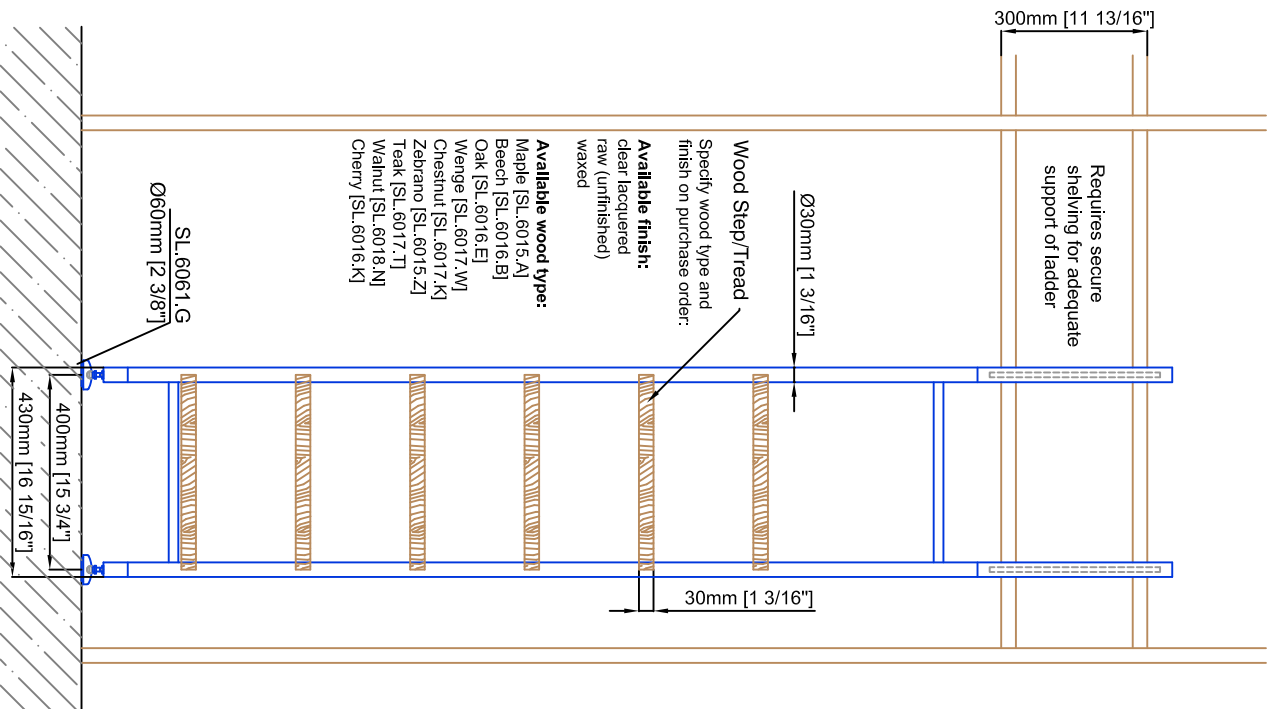 300mm [11 13/16"]
Requires secure
shelving for adequate
support of ladder
Ø30mm [1 3/16"]
Wood Step/Tread
Specify wood type and
finish on purchase order:
Available finish:
clear lacquered
raw (unfinished)
waxed
Available wood type:
Maple [SL.6015.A]
Beech [SL.6016.B]
Oak [SL.6016.E]
Wenge [SL.6017.W]
Chestnut [SL.6017.K]
Zebrano [SL.6015.Z]
Teak [SL.6017.T]
Walnut [SL.6018.N]
Cherry [SL.6016.K]
SL.6061.G
Ø60mm [2 3/8"]
400mm [15 3/4"]
430mm [16 15/16"]
30mm [1 3/16"]